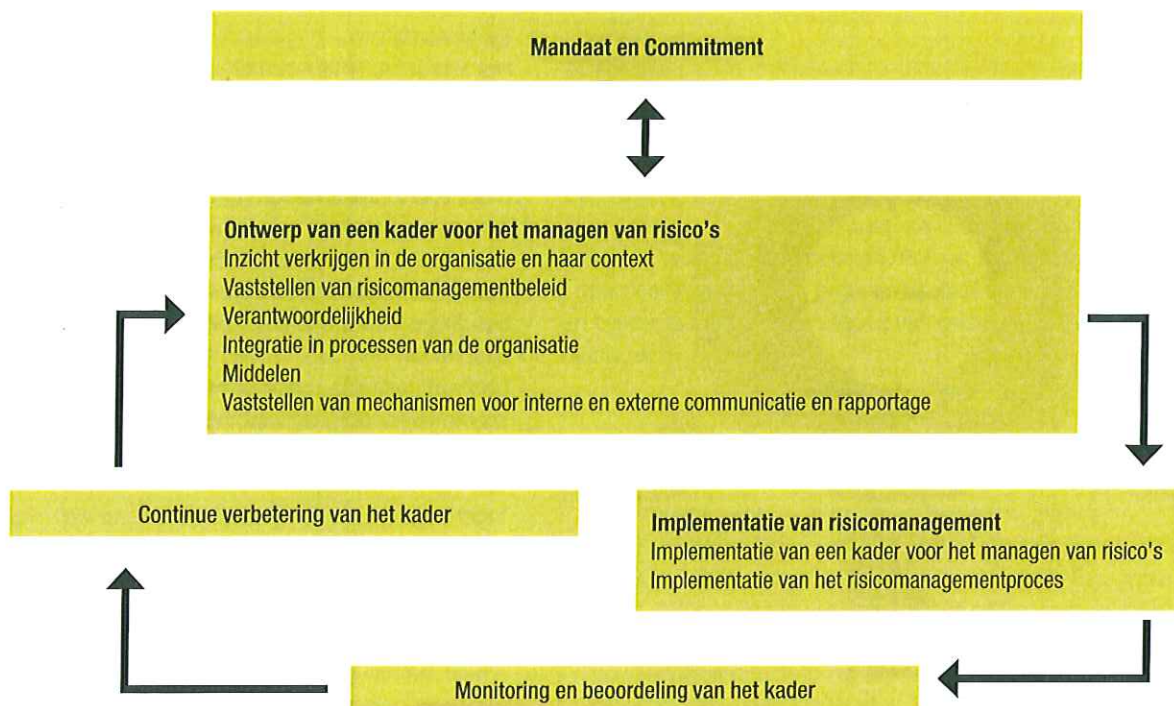 Mandaat en Commitment
Ontwerp van een kader voor het managen van risico's
Inzicht verkrijgen in de organisatie en haar context
Vaststellen van risicomanagementbeleid
Verantwoordelijkheid
Integratie in processen van de organisatie
Middelen
Vaststellen van mechanismen voor interne en externe communicatie en rapportage
Continue verbetering van het kader
Implementatie van risicomanagement
Implementatie van een kader voor het managen van risico's
Implementatie van het risicomanagementproces
Monitoring en beoordeling van het kader